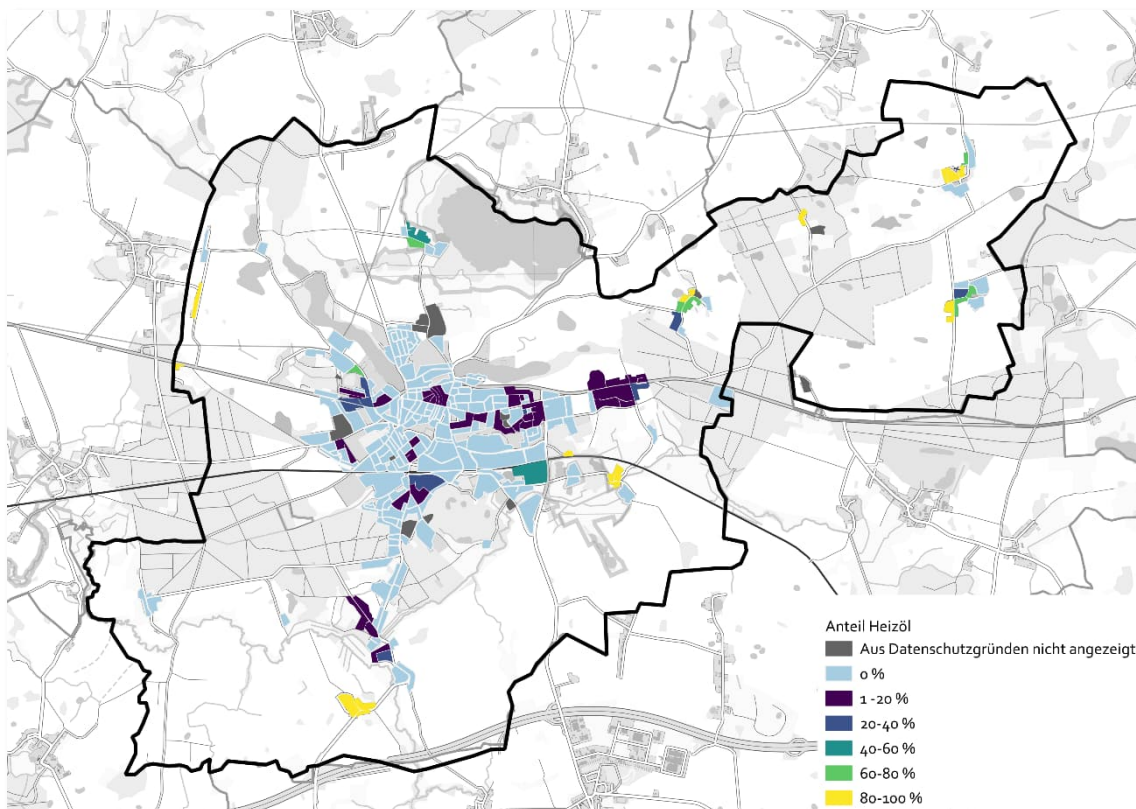 Anteil Heizöl
Aus Datenschutzgründen nicht angezeigt
0 %
1 -20 %
20-40 %
40-60 %
60-80 %
80-100 %